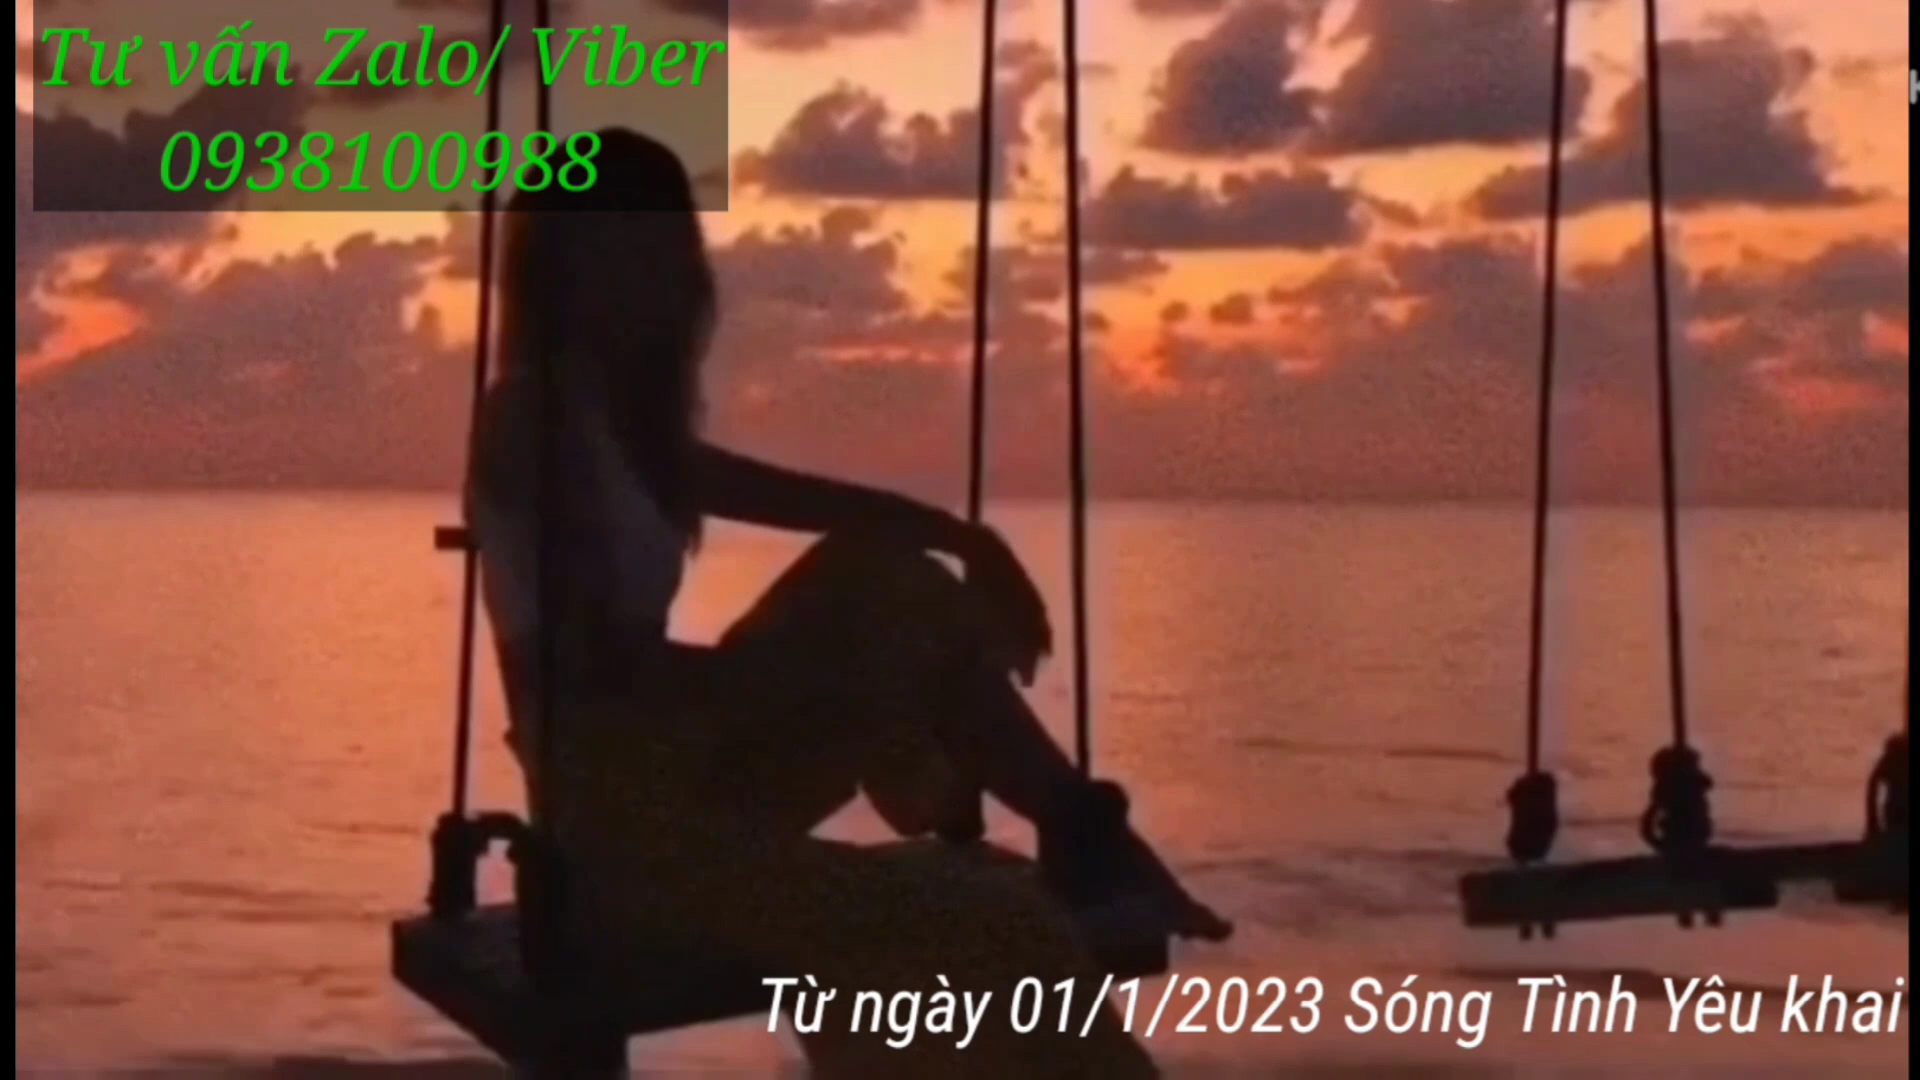 Tư vấn Zalo/ Viber
0938100988
Từ ngày 01/1/2023 Sóng Tình Yêu khai